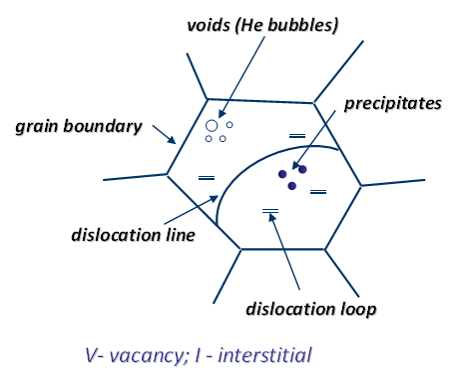 voids (He bubbles)
precipitates
grain boundary
dislocation line
dislocation loop
V- vacancy; I - interstitial